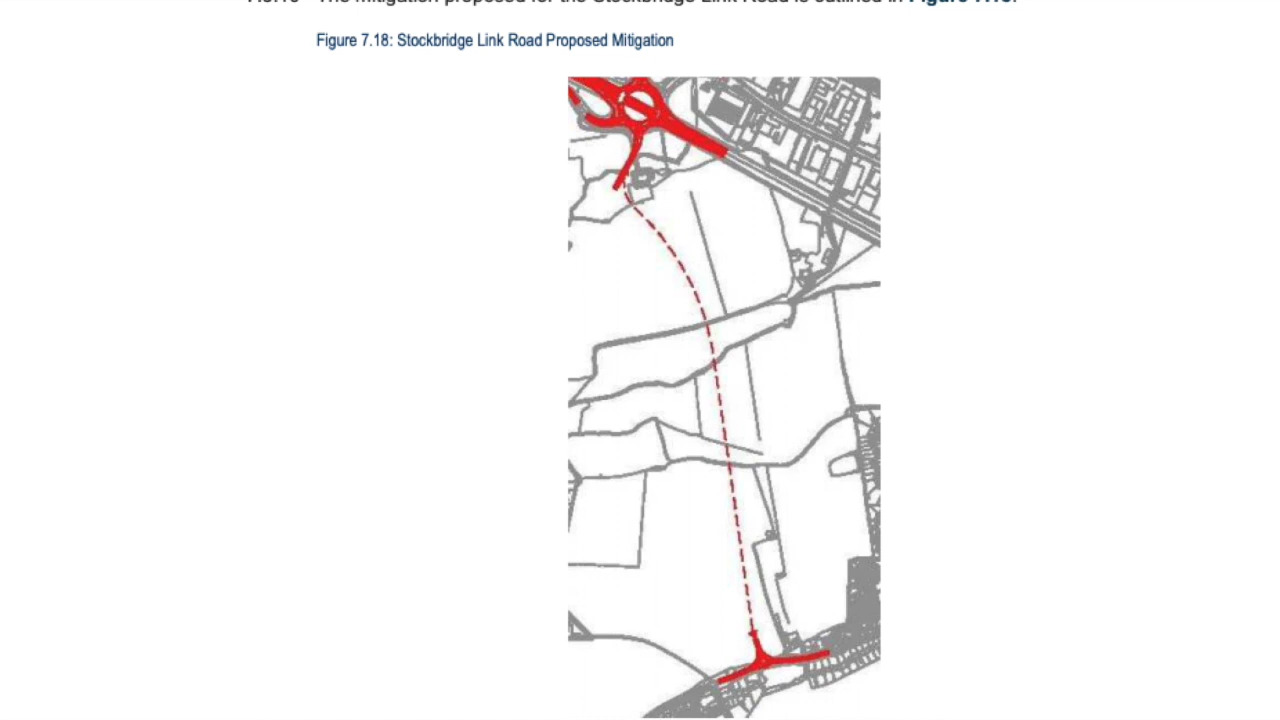 The mitigation proposed for the Stockbridge Link Road is outlined in Figure 7.18.
Figure 7.18: Stockbridge Link Road Proposed Mitigation